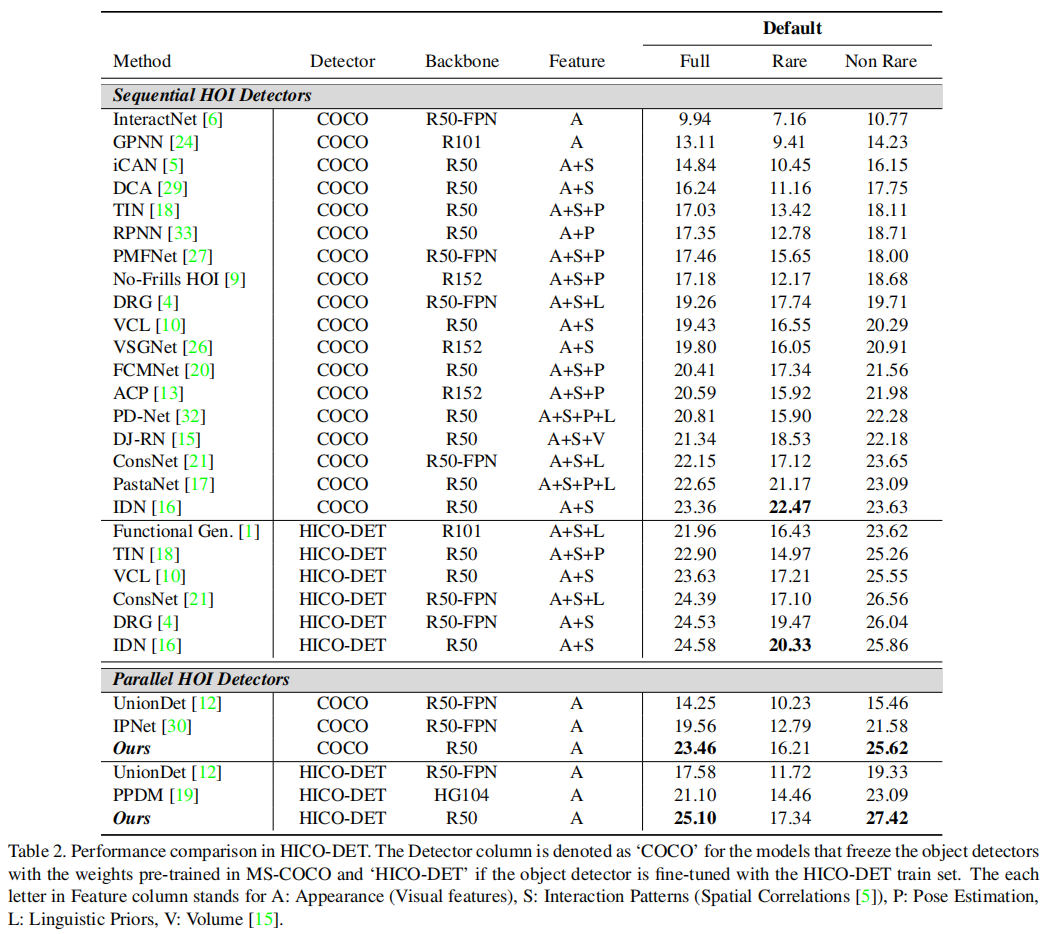 Default
Method Detector Backbone Feature Full Rare Non Rare
Sequential HOI Detectors
InteractNet [6] COCO R50-FPN A 9.94 7.16 10.77
GPNN [24] COCO R101 A 13.11 9.41 14.23
iCAN [5] COCO R50 A+S 14.84 10.45 16.15
DCA [29] COCO R50 A+S 16.24 11.16 17.75
TIN [18] COCO R50 A+S+P 17.03 13.42 18.11
RPNN [33] COCO R50 A+P 17.35 12.78 18.71
PMFNet [27] COCO R50-FPN A+S+P 17.46 15.65 18.00
No-Frills HOI [9] COCO R152 A+S+P 17.18 12.17 18.68
DRG [4] COCO R50-FPN A+S+L 19.26 17.74 19.71
VCL [10] COCO R50 A+S 19.43 16.55 20.29
VSGNet [26] COCO R152 A+S 19.80 16.05 20.91
FCMNet [20] COCO R50 A+S+P 20.41 17.34 21.56
ACP [13] COCO R152 A+S+P 20.59 15.92 21.98
PD-Net [32] COCO R50 A+S+P+L 20.81 15.90 22.28
DJ-RN [15] COCO R50 A+S+V 21.34 18.53 22.18
ConsNet [21] COCO R50-FPN A+S+L 22.15 17.12 23.65
PastaNet [17] COCO R50 A+S+P+L 22.65 21.17 23.09
IDN [16] COCO R50 A+S 23.36 22.47 23.63
Functional Gen. [1] HICO-DET R101 A+S+L 21.96 16.43 23.62
TIN [18] HICO-DET R50 A+S+P 22.90 14.97 25.26
VCL [10] HICO-DET R50 A+S 23.63 17.21 25.55
ConsNet [21] HICO-DET R50-FPN A+S+L 24.39 17.10 26.56
DRG [4] HICO-DET R50-FPN A+S 24.53 19.47 26.04
IDN [16] HICO-DET R50 A+S 24.58 20.33 25.86
Parallel HOI Detectors
UnionDet [12] COCO R50-FPN A 14.25 10.23 15.46
IPNet [30] COCO R50-FPN A 19.56 12.79 21.58
Ours COCO R50 A 23.46 16.21 25.62
UnionDet [12] HICO-DET R50-FPN A 17.58 11.72 19.33
PPDM [19] HICO-DET HG104 A 21.10 14.46 23.09
Ours HICO-DET R50 A 25.10 17.34 27.42
Table 2. Performance comparison in HICO-DET. The Detector column is denoted as ‘COCO’ for the models that freeze the object detectors
with the weights pre-trained in MS-COCO and ‘HICO-DET’ if the object detector is fine-tuned with the HICO-DET train set. The each
letter in Feature column stands for A: Appearance (Visual features), S: Interaction Patterns (Spatial Correlations [5]), P: Pose Estimation,
L: Linguistic Priors, V: Volume [15].